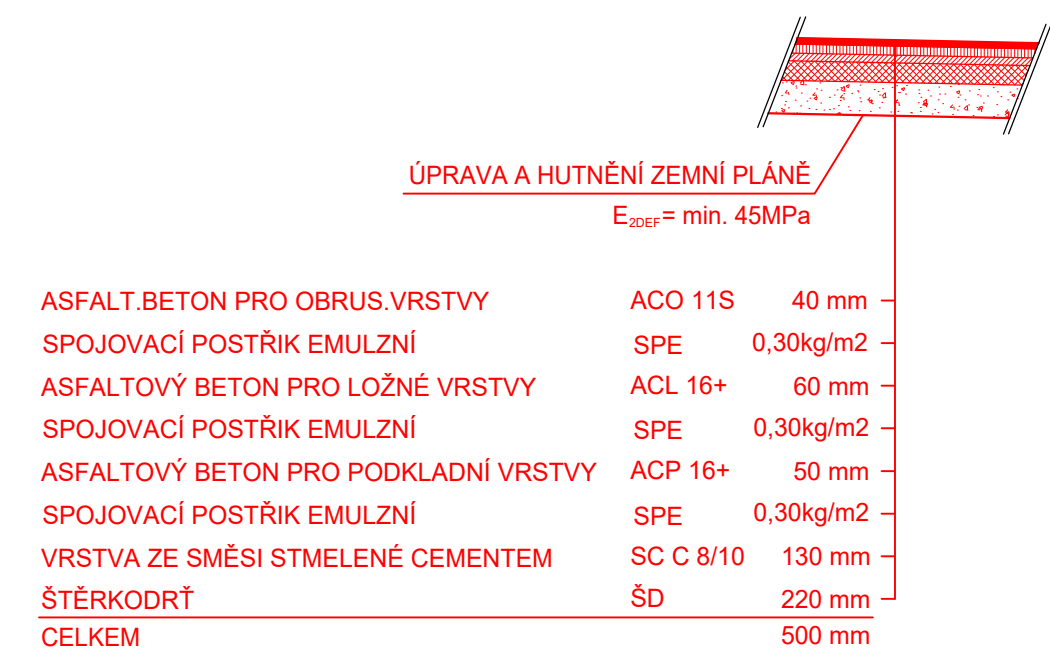 ÚPRAVA A HUTNĚNÍ ZEMNÍ PLÁNĚ
E2DEF= min. 45MPa
ASFALT.BETON PRO OBRUS.VRSTVY ACO 11S 40 mm
SPOJOVACÍ POSTŘIK EMULZNÍ SPE 0,30kg/m2
ASFALTOVÝ BETON PRO LOŽNÉ VRSTVY ACL 16+ 60 mm
SPOJOVACÍ POSTŘIK EMULZNÍ SPE 0,30kg/m2
ASFALTOVÝ BETON PRO PODKLADNÍ VRSTVY ACP 16+ 50 mm
SPOJOVACÍ POSTŘIK EMULZNÍ SPE 0,30kg/m2
VRSTVA ZE SMĚSI STMELENÉ CEMENTEM SC C 8/10 130 mm
ŠTĚRKODRŤ ŠD 220 mm
CELKEM 500 mm